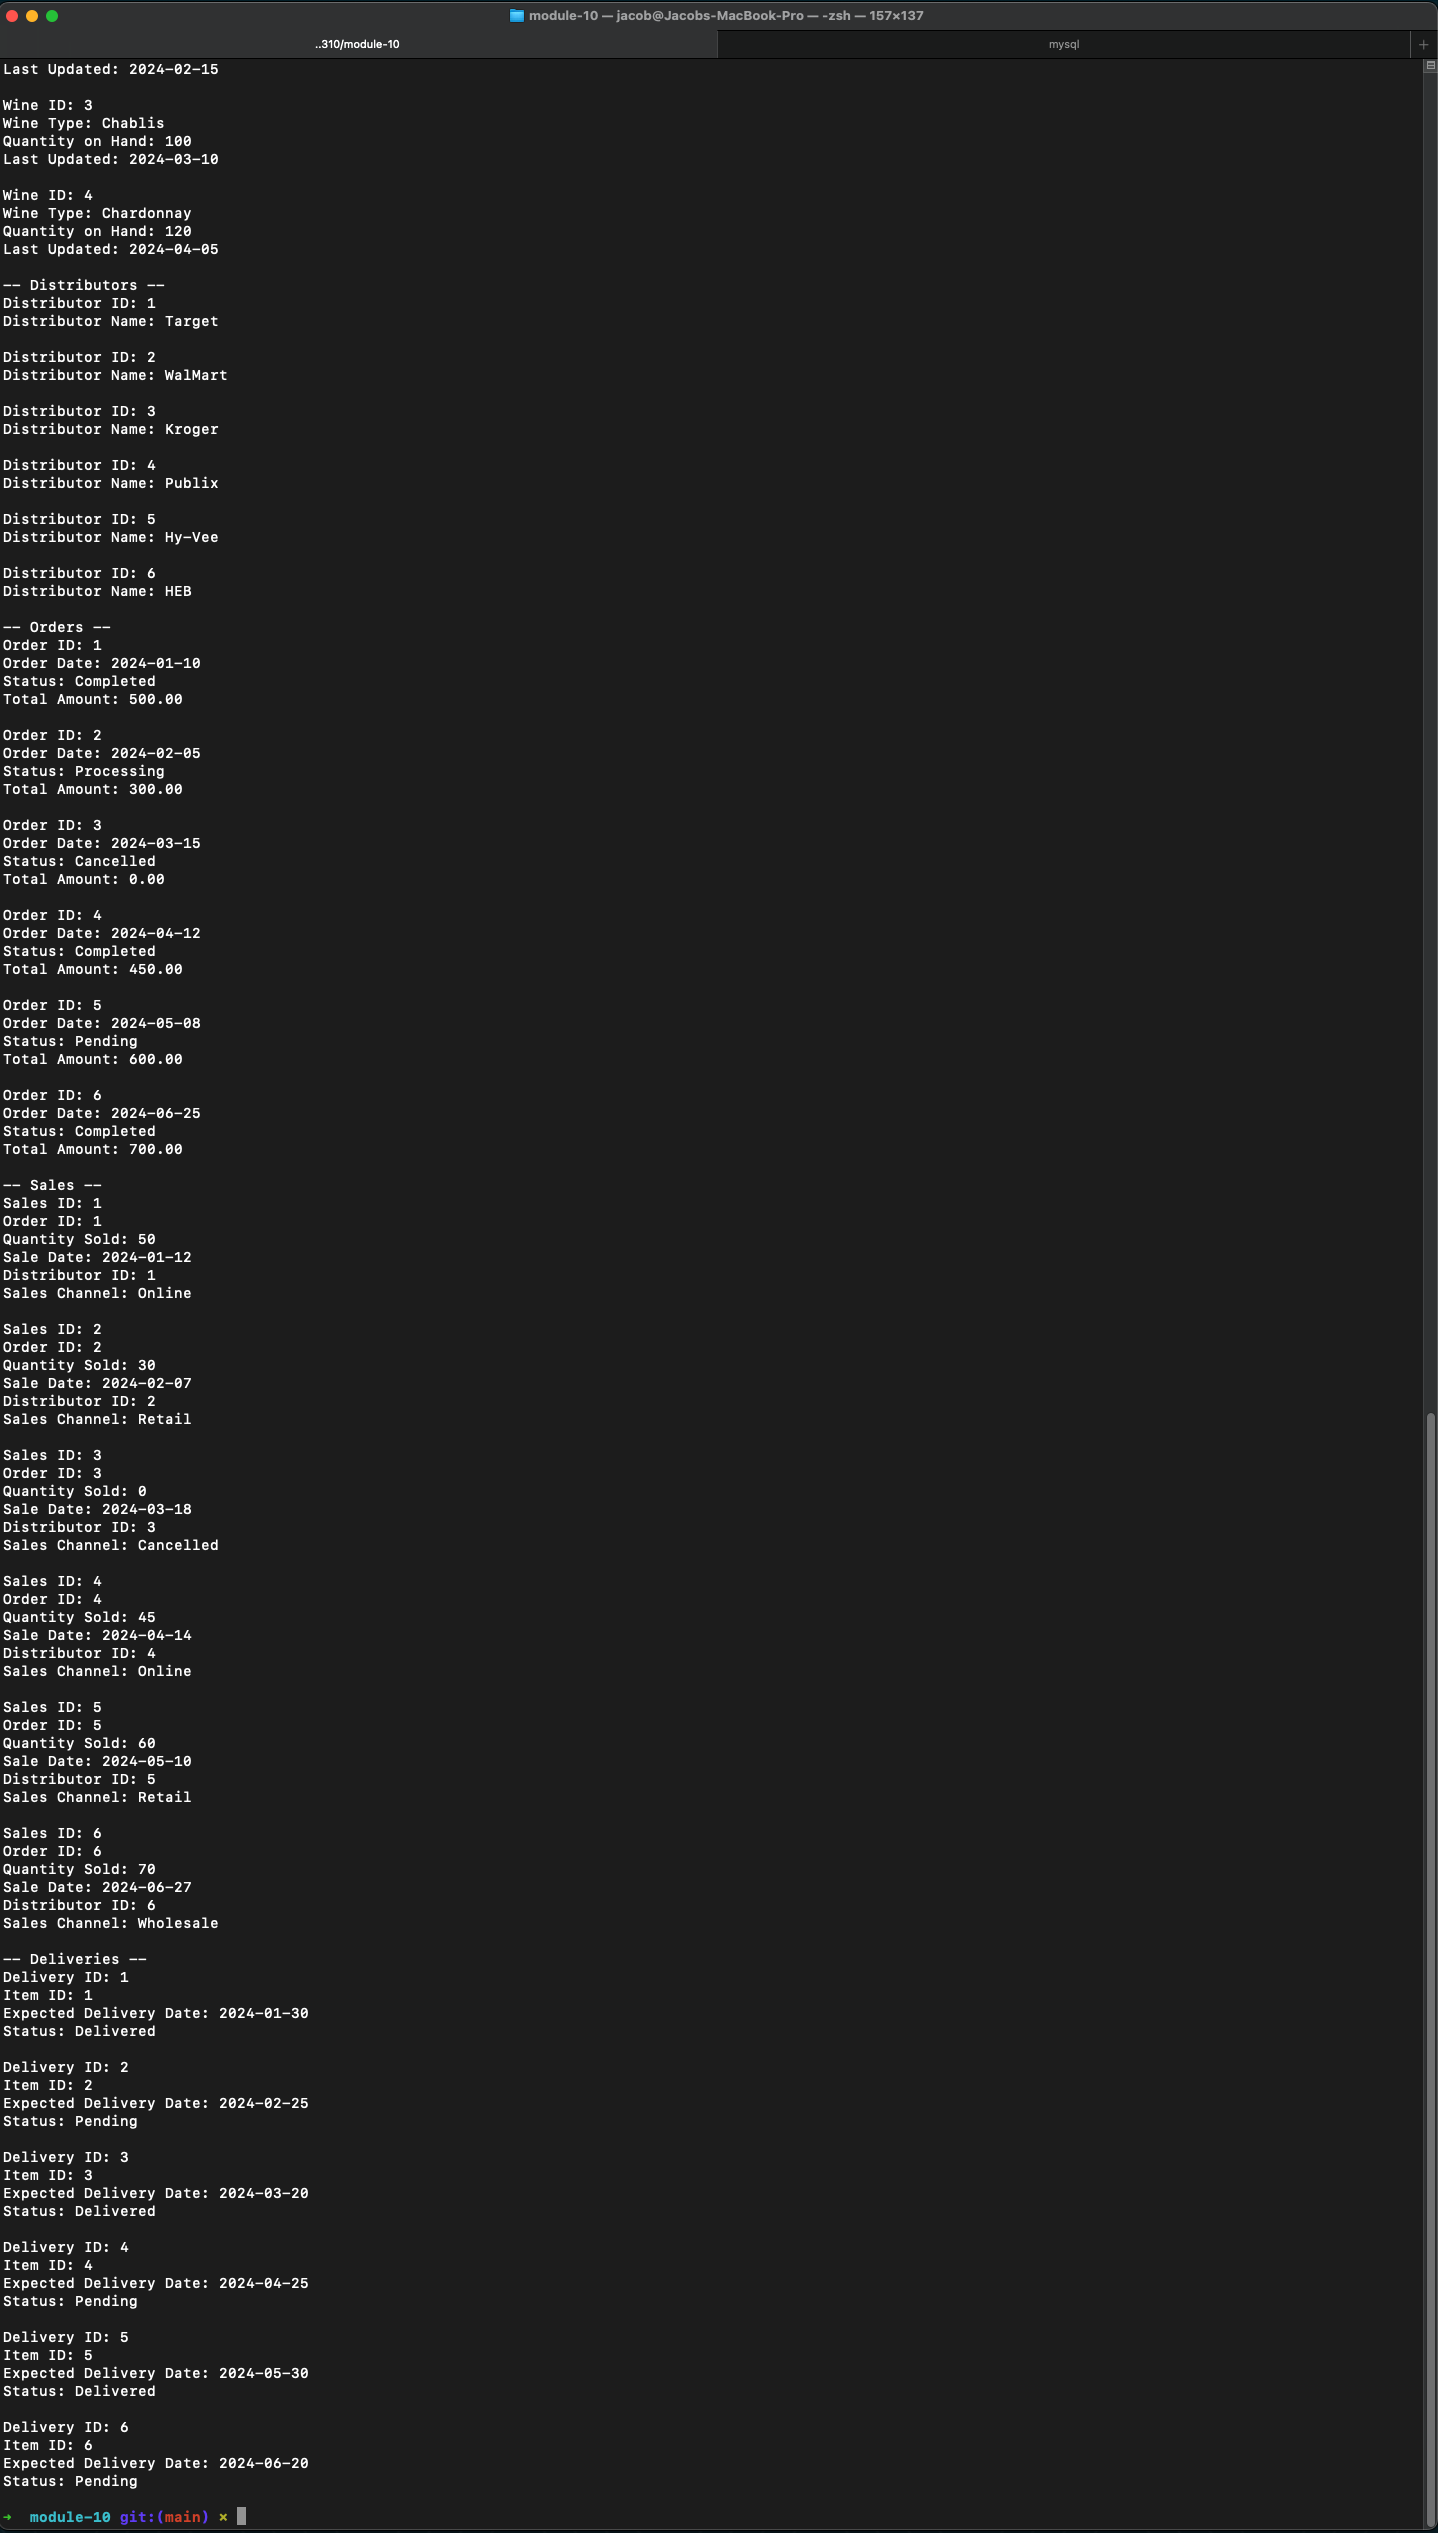 module-10 — jacob@Jacobs-MacBook-Pro — -zsh — 157×137
..310/module-10
mysql
Last Updated: 2024-02-15
Wine ID: 3
Wine Type: Chablis
Quantity on Hand: 100
Last Updated: 2024-03-10
Wine ID: 4
Wine Type: Chardonnay
Quantity on Hand: 120
Last Updated: 2024-04-05
-- Distributors --
Distributor ID: 1
Distributor Name: Target
Distributor ID: 2
Distributor Name: WalMart
Distributor ID: 3
Distributor Name: Kroger
Distributor ID: 4
Distributor Name: Publix
Distributor ID: 5
Distributor Name: Hy-Vee
Distributor ID: 6
Distributor Name: HEB
-- Orders --
Order ID: 1
Order Date: 2024-01-10
Status: Completed
Total Amount: 500.00
Order ID: 2
Order Date: 2024-02-05
Status: Processing
Total Amount: 300.00
Order ID: 3
Order Date: 2024-03-15
Status: Cancelled
Total Amount: 0.00
Order ID: 4
Order Date: 2024-04-12
Status: Completed
Total Amount: 450.00
Order ID: 5
Order Date: 2024-05-08
Status: Pending
Total Amount: 600.00
Order ID: 6
Order Date: 2024-06-25
Status: Completed
Total Amount: 700.00
-- Sales --
Sales ID: 1
Order ID: 1
Quantity Sold: 50
Sale Date: 2024-01-12
Distributor ID: 1
Sales Channel: Online
Sales ID: 2
Order ID: 2
Quantity Sold: 30
Sale Date: 2024-02-07
Distributor ID: 2
Sales Channel: Retail
Sales ID: 3
Order ID: 3
Quantity Sold: 0
Sale Date: 2024-03-18
Distributor ID: 3
Sales Channel: Cancelled
Sales ID: 4
Order ID: 4
Quantity Sold: 45
Sale Date: 2024-04-14
Distributor ID: 4
Sales Channel: Online
Sales ID: 5
Order ID: 5
Quantity Sold: 60
Sale Date: 2024-05-10
Distributor ID: 5
Sales Channel: Retail
Sales ID: 6
Order ID: 6
Quantity Sold: 70
Sale Date: 2024-06-27
Distributor ID: 6
Sales Channel: Wholesale
-- Deliveries --
Delivery ID: 1
Item ID: 1
Expected Delivery Date: 2024-01-30
Status: Delivered
Delivery ID: 2
Item ID: 2
Expected Delivery Date: 2024-02-25
Status: Pending
Delivery ID: 3
Item ID: 3
Expected Delivery Date: 2024-03-20
Status: Delivered
Delivery ID: 4
Item ID: 4
Expected Delivery Date: 2024-04-25
Status: Pending
Delivery ID: 5
Item ID: 5
Expected Delivery Date: 2024-05-30
Status: Delivered
Delivery ID: 6
Item ID: 6
Expected Delivery Date: 2024-06-20
Status: Pending
➜ module-10 git:(main) ×